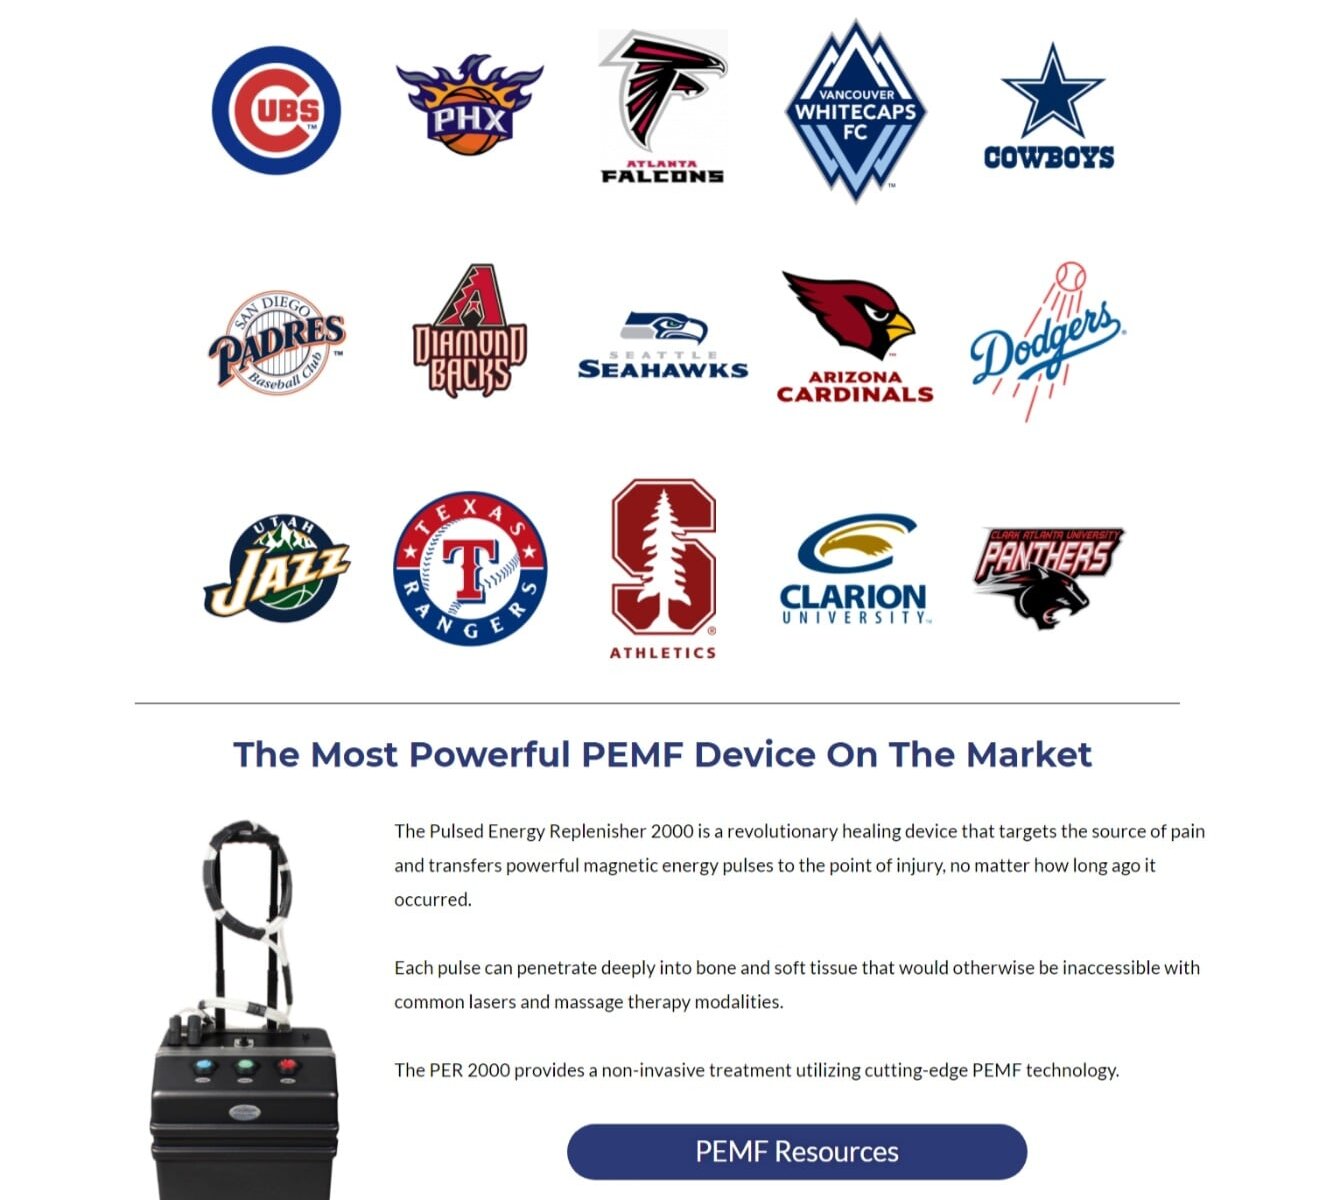 CUBS™
PHX
ATLANTA
FALCONS
VANCOUVER
WHITECAPS
FC
™
COWBOYS
SAN DIEGO
PADRES™
Baseball Club
DIAMOND
BACKS
SEATTLE
SEAHAWKS
ARIZONA
CARDINALS
Dodgers
UTAH
JAZZ
TEXAS
T
RANGERS
S
®
ATHLETICS
CLARION
UNIVERSITY™
CLARK ATLANTA UNIVERSITY
PANTHERS
The Most Powerful PEMF Device On The Market
The Pulsed Energy Replenisher 2000 is a revolutionary healing device that targets the source of pain
and transfers powerful magnetic energy pulses to the point of injury, no matter how long ago it
occurred.
Each pulse can penetrate deeply into bone and soft tissue that would otherwise be inaccessible with
common lasers and massage therapy modalities.
The PER 2000 provides a non-invasive treatment utilizing cutting-edge PEMF technology.
PEMF Resources